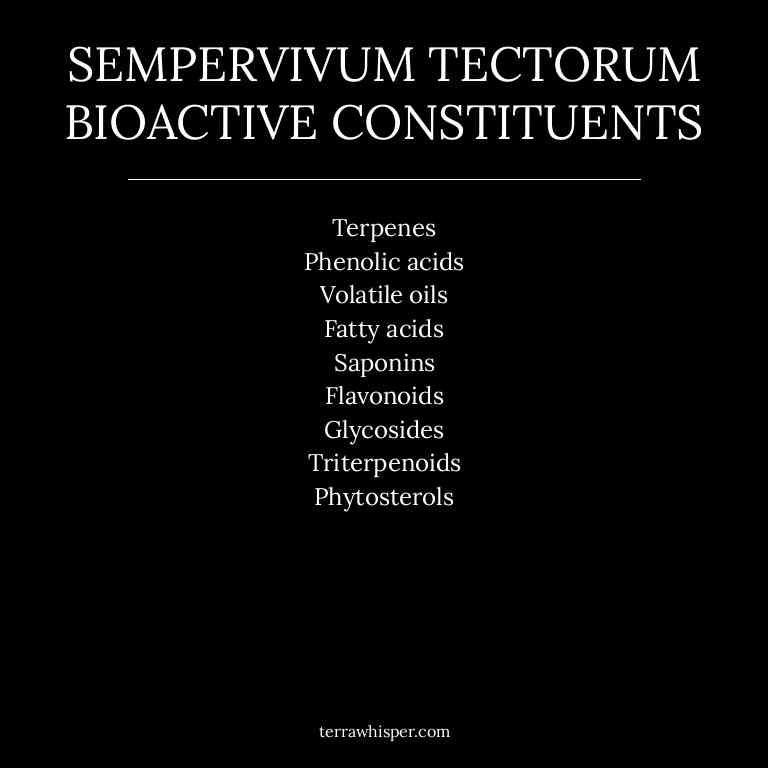 SEMPERVIVUM TECTORUM
BIOACTIVE CONSTITUENTS
Terpenes
Phenolic acids
Volatile oils
Fatty acids
Saponins
Flavonoids
Glycosides
Triterpenoids
Phytosterols
terrawhisper.com